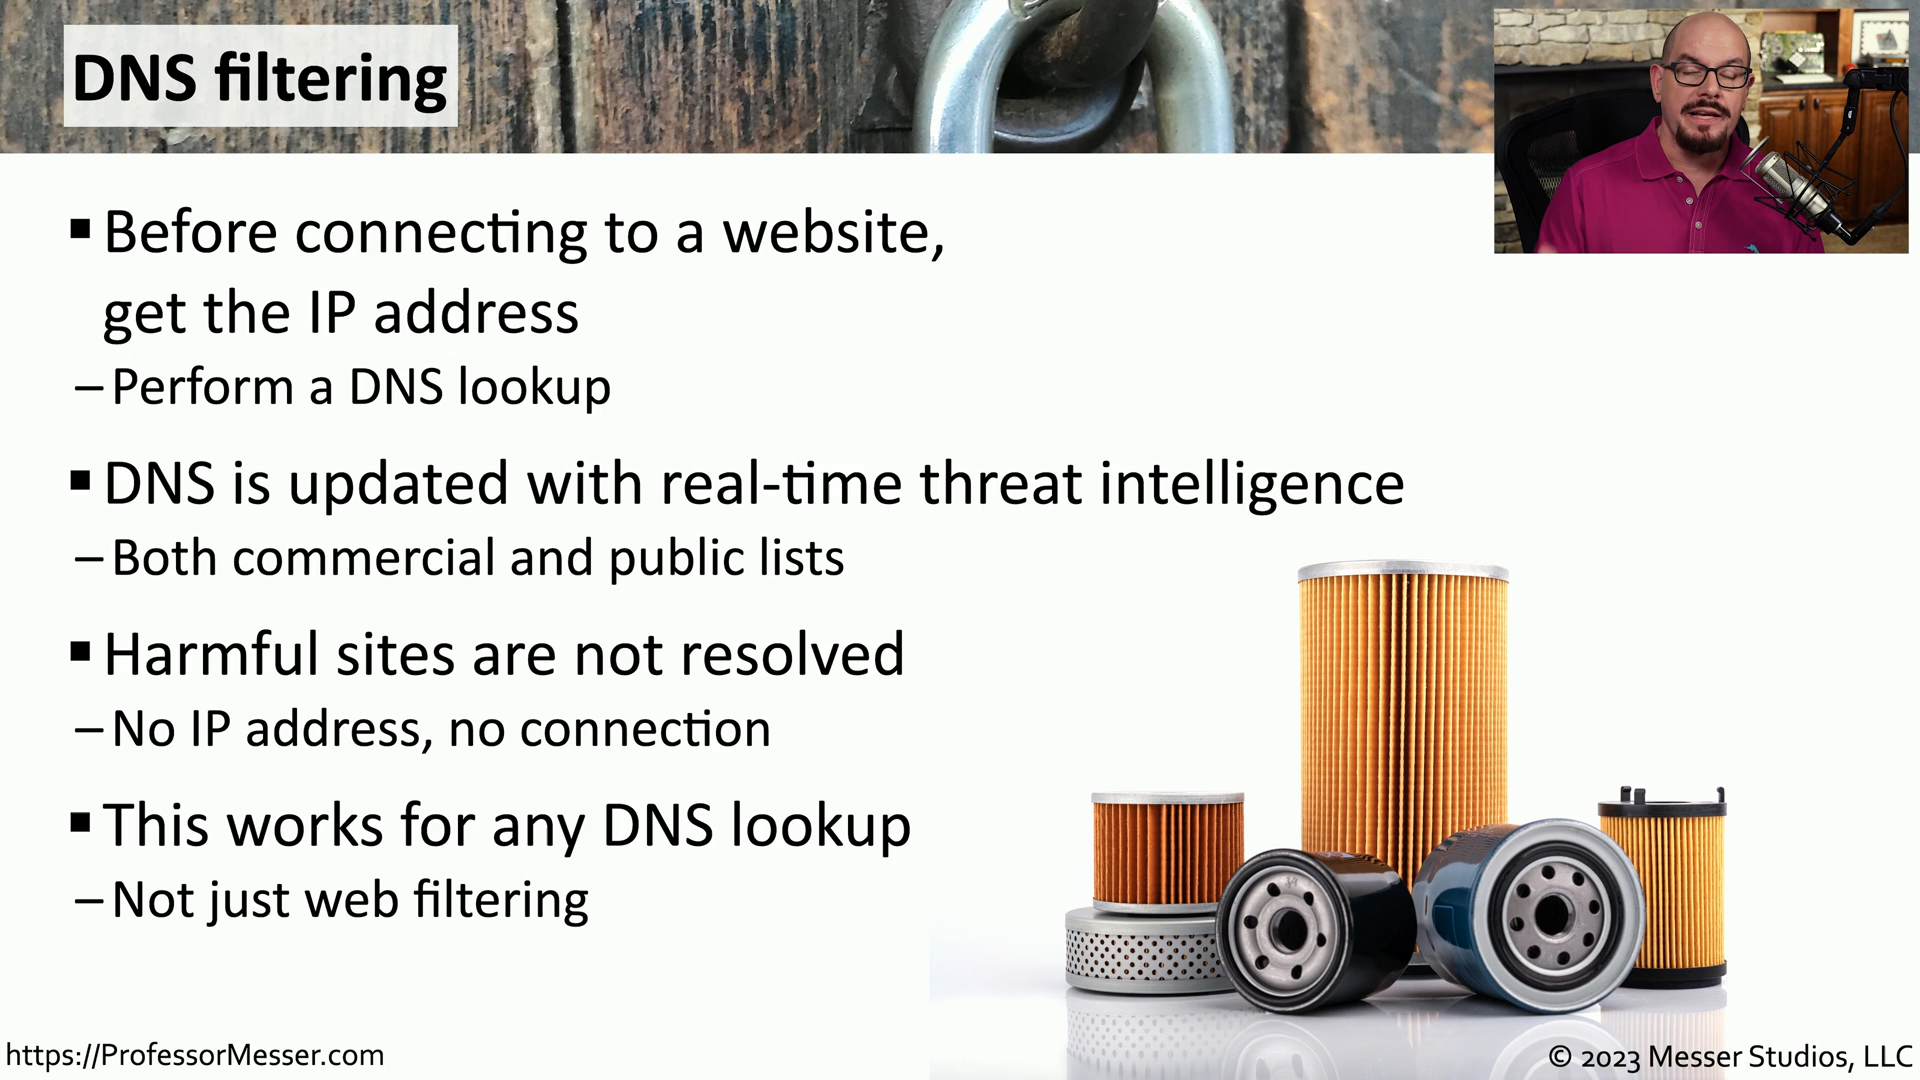 DNS filtering
▪ Before connecting to a website,
get the IP address
– Perform a DNS lookup
▪ DNS is updated with real-time threat intelligence
– Both commercial and public lists
▪ Harmful sites are not resolved
– No IP address, no connection
▪ This works for any DNS lookup
– Not just web filtering
https://ProfessorMesser.com
© 2023 Messer Studios, LLC